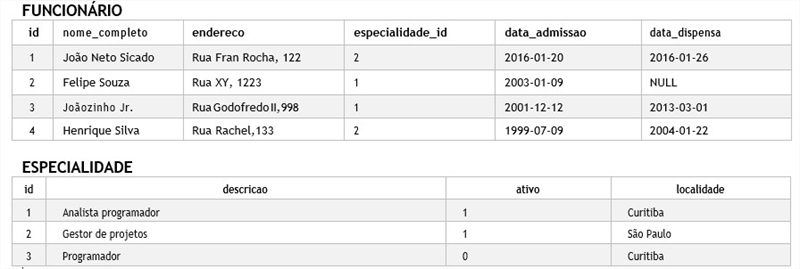 FUNCIONÁRIO
id nome_completo endereco especialidade_id data_admissao data_dispensa
1 João Neto Sicado Rua Fran Rocha, 122 2 2016-01-20 2016-01-26
2 Felipe Souza Rua XY, 1223 1 2003-01-09 NULL
3 Joãozinho Jr. Rua Godofredo II,998 1 2001-12-12 2013-03-01
4 Henrique Silva Rua Rachel,133 2 1999-07-09 2004-01-22
ESPECIALIDADE
id descricao ativo localidade
1 Analista programador 1 Curitiba
2 Gestor de projetos 1 São Paulo
3 Programador 0 Curitiba